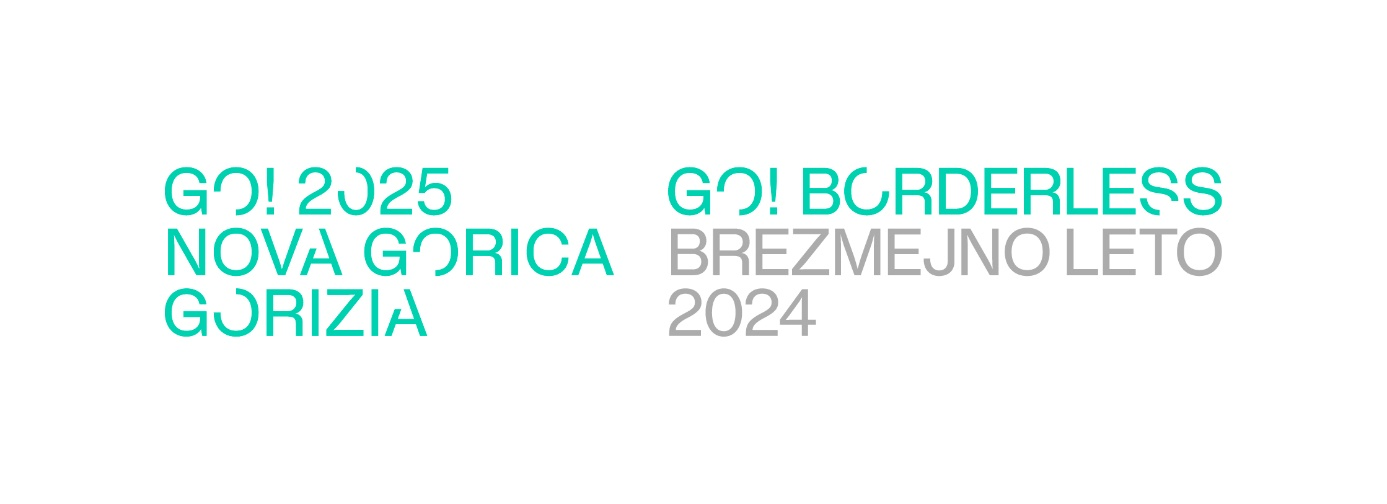 GO! 2025
NOVA GORICA
GORIZIA
GO! BORDERLESS
BREZMEJNO LETO
2024